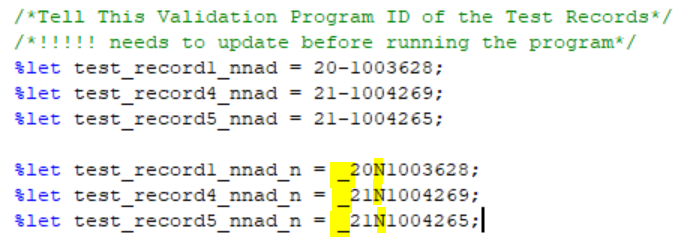 /*Tell This Validation Program ID of the Test Records*/
/*!!!!! needs to update before running the program*/
%let test_record1_nnad = 20-1003628;
%let test_record4_nnad = 21-1004269;
%let test_record5_nnad = 21-1004265;
%let test_record1_nnad_n = _20N1003628;
%let test_record4_nnad_n = _21N1004269;
%let test_record5_nnad_n = _21N1004265;